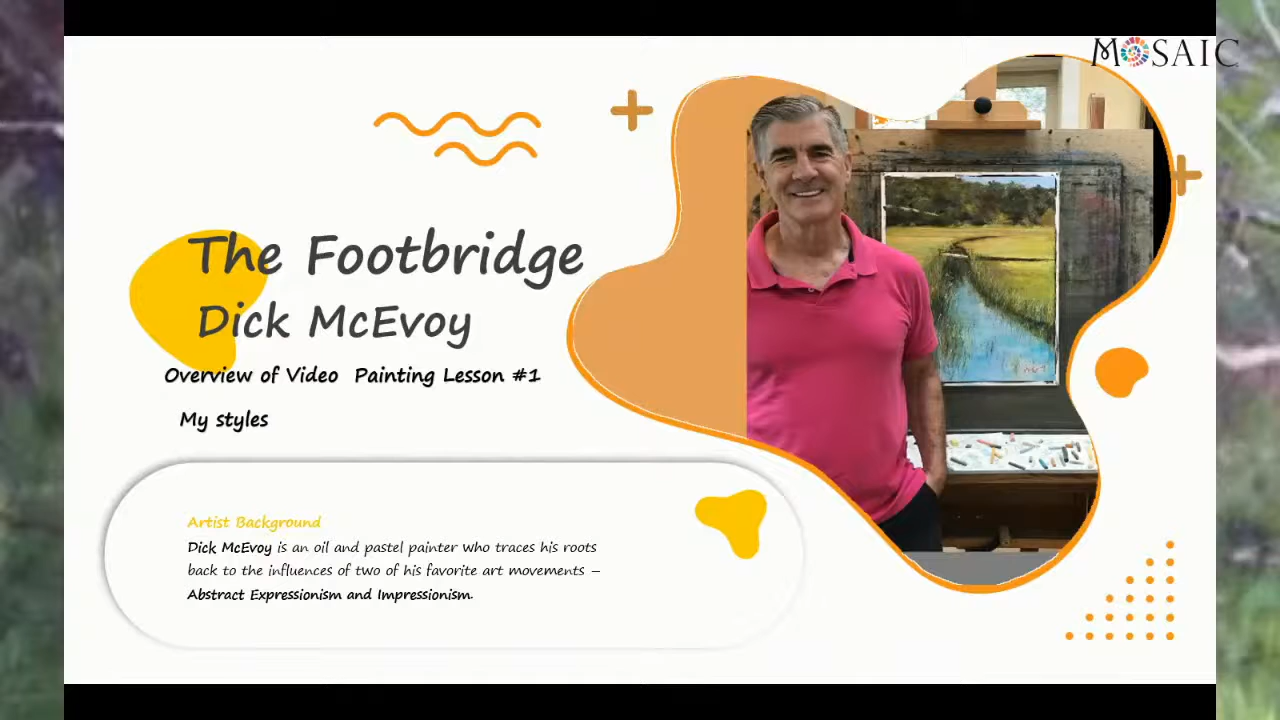 MOSAIC
The Footbridge
Dick McEvoy
Overview of Video Painting Lesson #1
My styles
Artist Background
Dick McEvoy is an oil and pastel painter who traces his roots
back to the influences of two of his favorite art movements –
Abstract Expressionism and Impressionism.